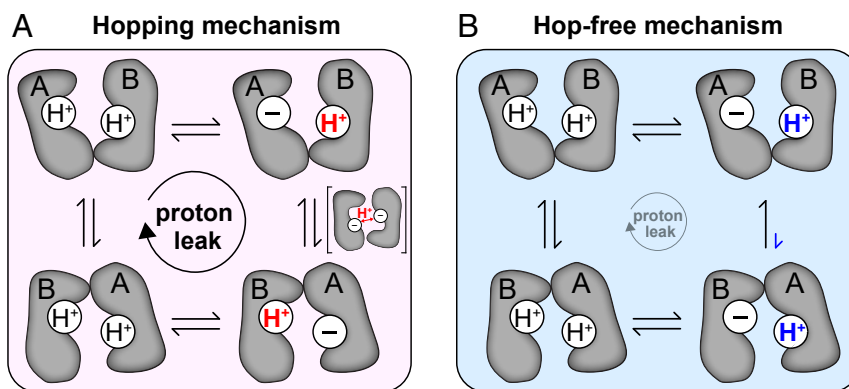 A Hopping mechanism
A B
H+ H+
A B
− H+
proton
leak
H+
− −
B A
H+ H+
B A
H+ −
B Hop-free mechanism
A B
H+ H+
A B
− H+
proton
leak
B A
H+ H+
B A
− H+